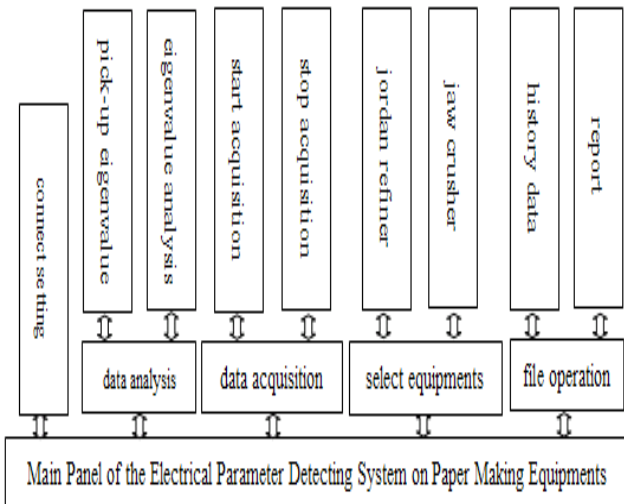 connect setting
pick-up eigenvalue
eigenvalue analysis
start acquisition
stop acquisition
jordan refiner
jaw crusher
history data
report
data analysis
data acquisition
select equipments
file operation
Main Panel of the Electrical Parameter Detecting System on Paper Making Equipments